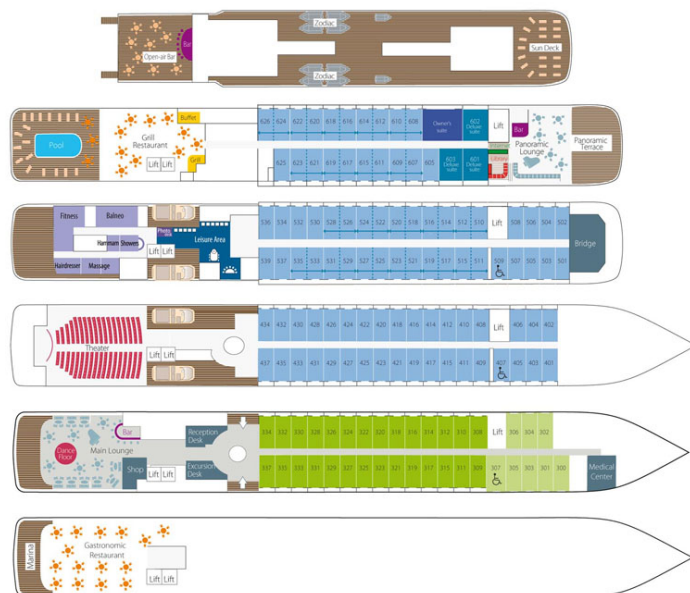 Zodiac
Open-air Bar
Bar
Sun Deck
Zodiac
Buffet
Grill
Restaurant
Pool
Lift Lift
Grill
624 622 620 618 616 614 612 610 608
Owner's
suite
602
Deluxe
suite
Lift
Bar
Panoramic
Lounge
Panoramic
Terrace
Library
625 623 621 619 617 615 611 609 607 605
603
Deluxe
suite
601
Deluxe
suite
Fitness
Balneo
Hammam Showers
Hairdresser Massage
Photo
Leisure Area
Lift Lift
536 534 532 530 528 526 524 520 518 516 514 512 510
Lift
508 506 504 502
Bridge
539 537 535 533 531 529 527 525 523 521 519 517 515 511 509 507 505 503 501
Theater
Lift Lift
434 432 430 428 426 424 422 420 418 416 414 412 410 408
Lift
406 404 402
437 435 433 431 429 427 425 423 421 419 417 415 411 409 407 405 403 401
Dance
Floor
Main Lounge
Bar
Shop
Lift Lift
Reception
Desk
Excursion
Desk
334 332 330 328 326 324 322 320 318 316 314 312 310 308
Lift
306 304 302
337 335 333 331 329 327 325 323 321 319 317 315 311 309 307 305 303 301 300
Medical
Center
Marina
Gastronomic
Restaurant
Lift Lift